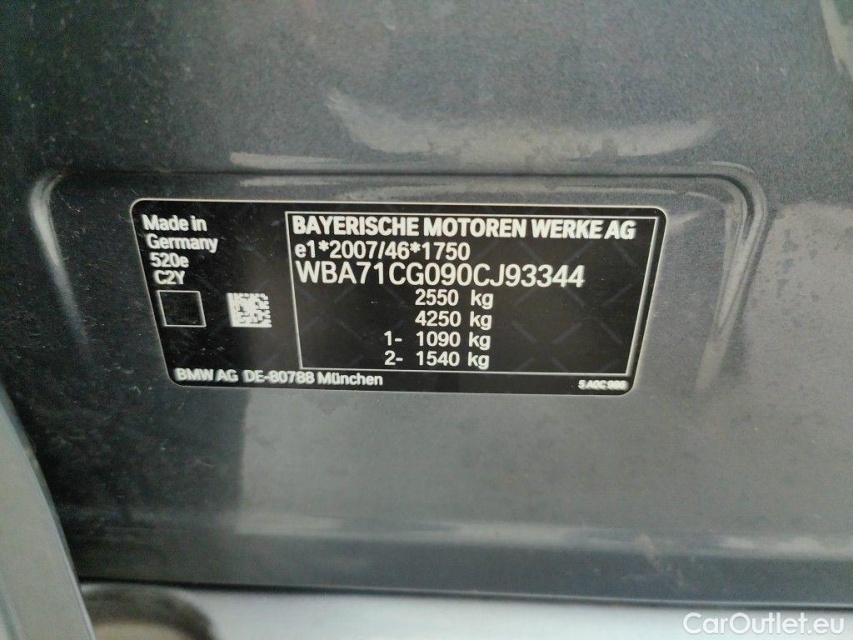 Made in
Germany
520e
C2Y
BAYERISCHE MOTOREN WERKE AG
e1*2007/46*1750
WBA71CG090CJ93344
2550 kg
4250 kg
1- 1090 kg
2- 1540 kg
BMW AG DE-80788 München
CarOutlet.eu